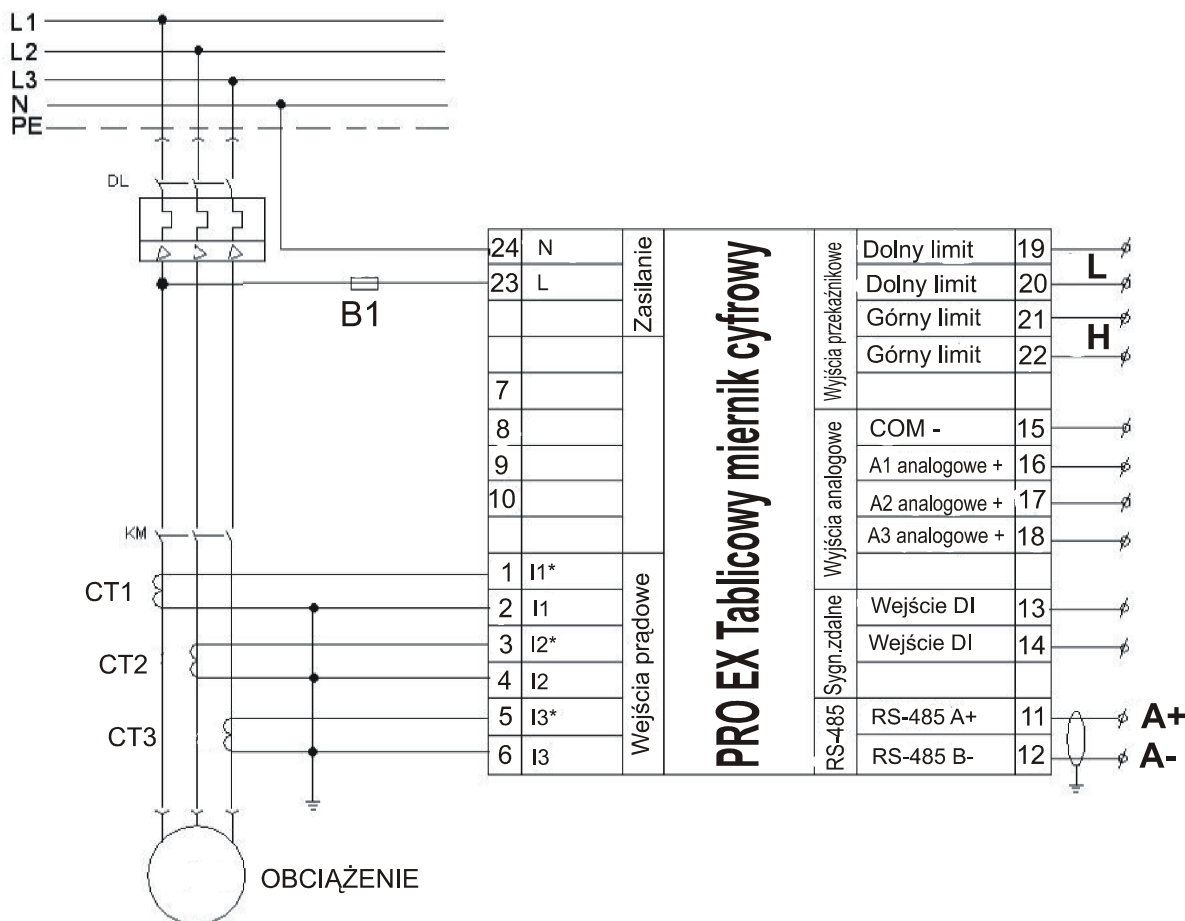 L1
L2
L3
N
PE
DL
B1
KM
CT1
CT2
CT3
OBCIĄŻENIE
24 N
23 L
7
8
9
10
1 I1*
2 I1
3 I2*
4 I2
5 I3*
6 I3
Zasilanie
Wejścia prądowe
PRO EX Tablicowy miernik cyfrowy
Wyjścia przekaźnikowe
Dolny limit 19
Dolny limit 20
L
Górny limit 21
Górny limit 22
H
Wyjścia analogowe
COM - 15
A1 analogowe + 16
A2 analogowe + 17
A3 analogowe + 18
Sygn.zdalne
Wejście DI 13
Wejście DI 14
RS-485
RS-485 A+ 11 A+
RS-485 B- 12 A-